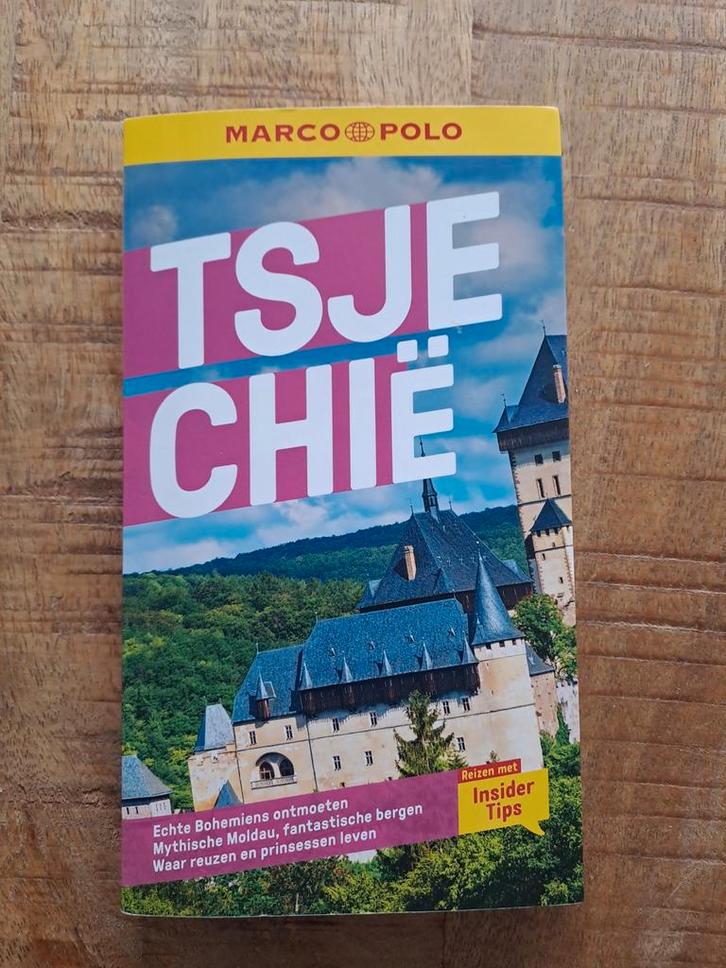 MARCO POLO
TSJE
CHIË
Reizen met
Insider
Tips
Echte Bohemiens ontmoeten
Mythische Moldau, fantastische bergen
Waar reuzen en prinsessen leven